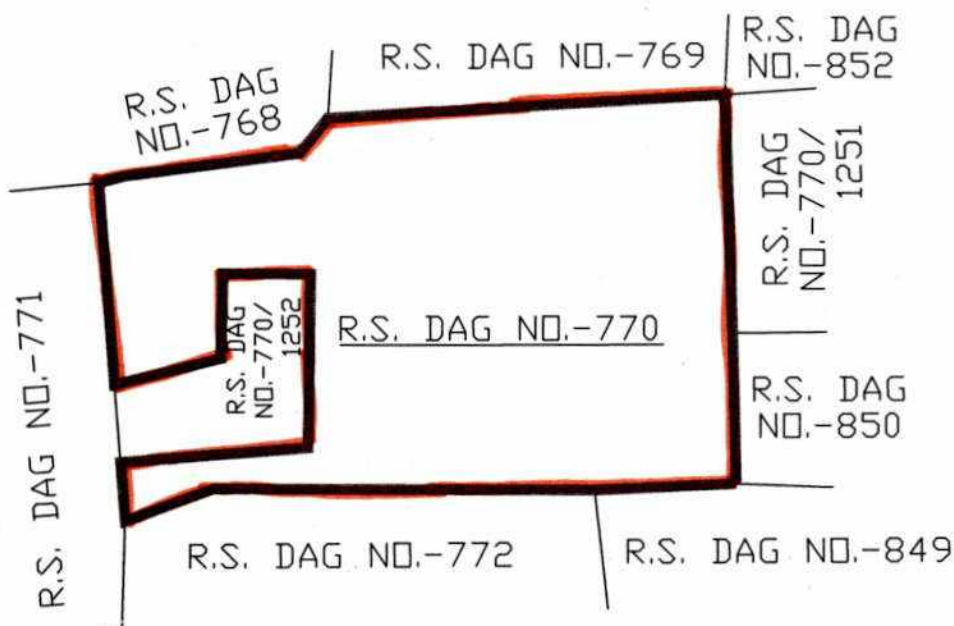 R.S. DAG
NO.-768
R.S. DAG NO.-769
R.S. DAG
NO.-852
R.S. DAG
NO.-770/
1251
R.S. DAG NO.-771
R.S. DAG
NO.-770/
1252
R.S. DAG NO.-770
R.S. DAG
NO.-850
R.S. DAG NO.-772
R.S. DAG NO.-849